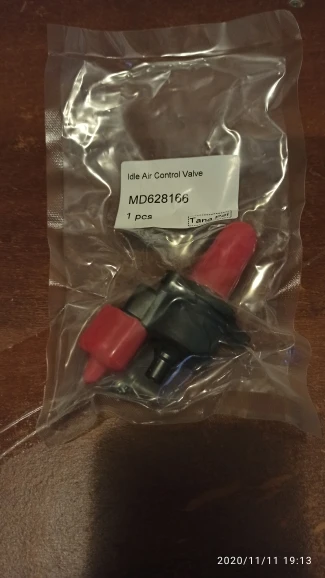 Idle Air Control Valve
MD628166
1 pcs
2020/11/11 19:13